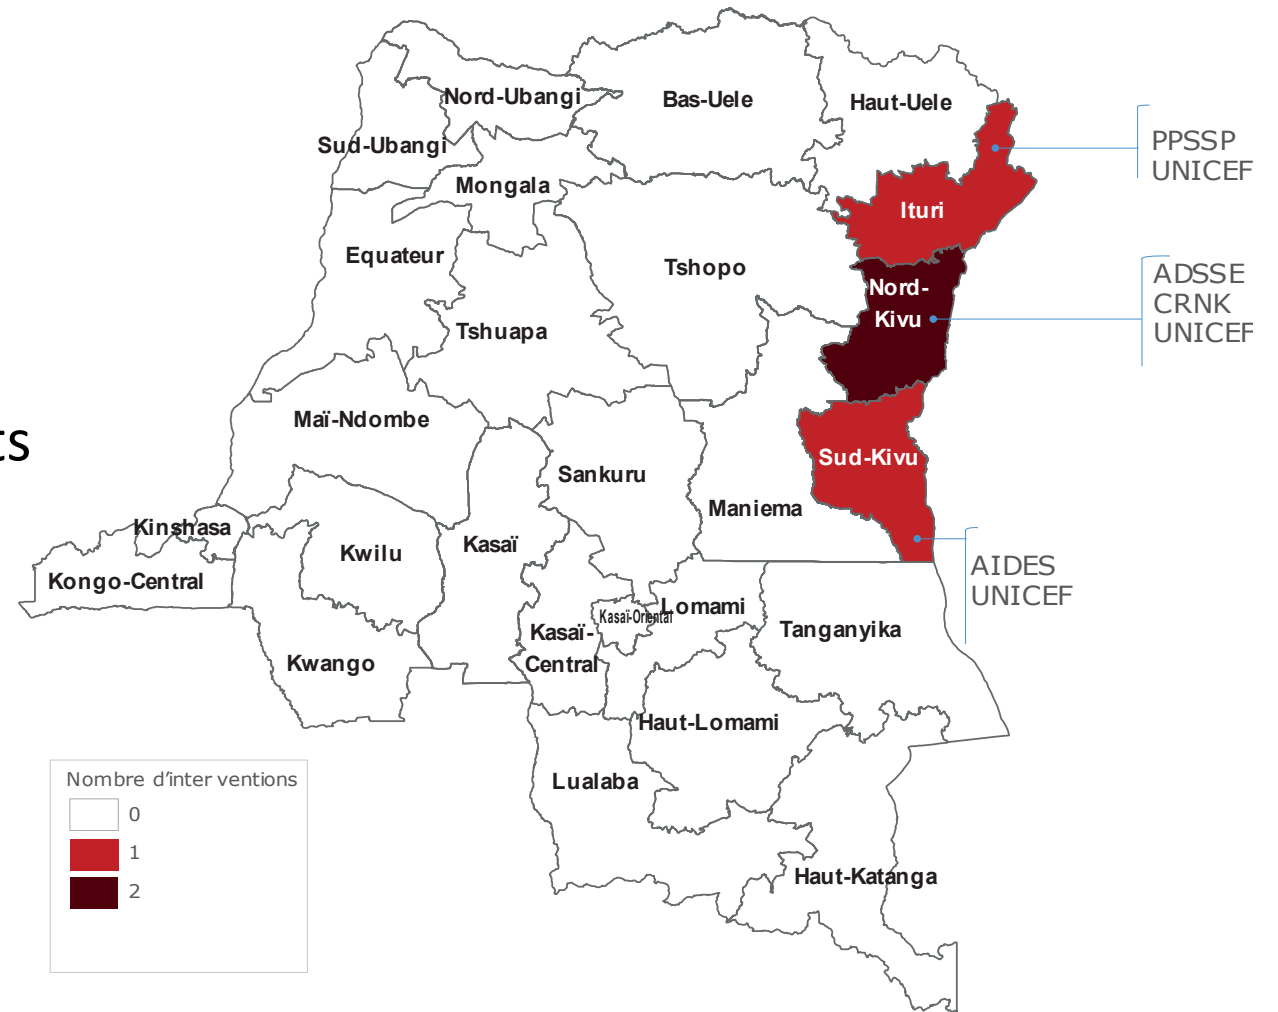 Nord-Ubangi
Bas-Uele
Haut-Uele
Sud-Ubangi
PPSSP
UNICEF
Mongala
Ituri
Equateur
Tshopo
ADSSE
CRNK
UNICEF
Nord-
Kivu
Tshuapa
Maï-Ndombe
ts
Sankuru
Sud-Kivu
Maniema
Kinshasa
Kwilu
Kasaï
Kongo-Central
AIDES
UNICEF
Lomami
Kasaï-Oriental
Tanganyika
Kasaï-
Central
Kwango
Haut-Lomami
Lualaba
Haut-Katanga
Nombre d'inter ventions
0
1
2